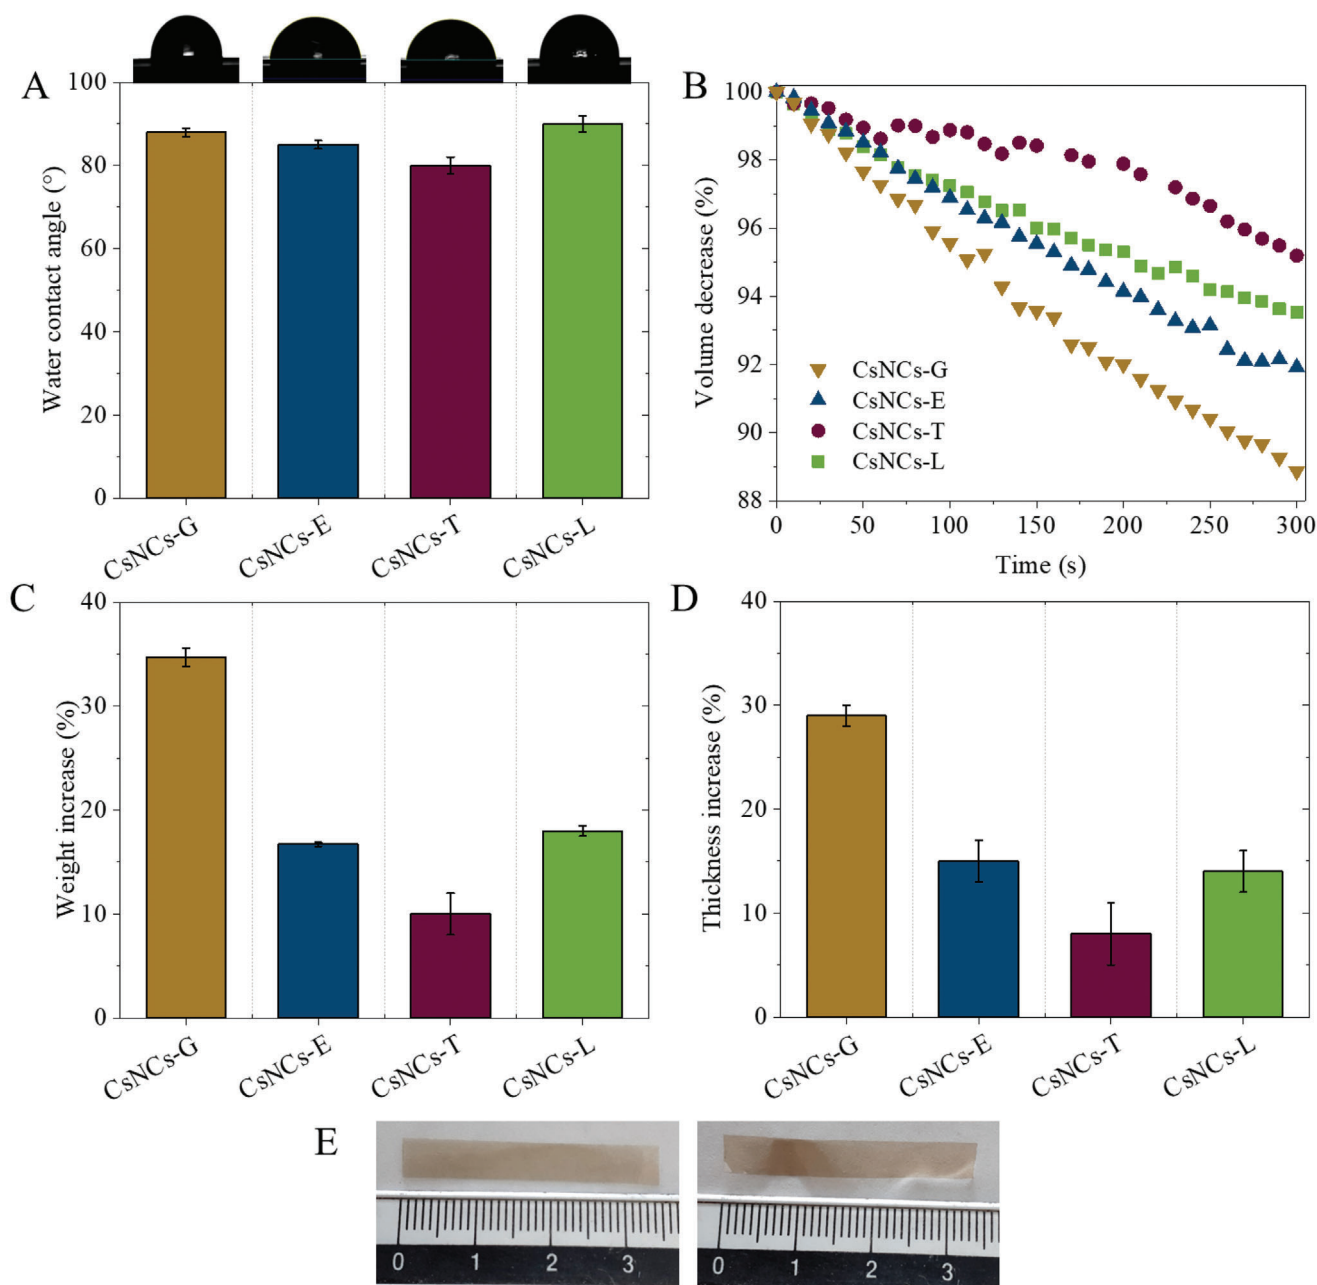 A
100
80
60
40
20
0
Water contact angle (°)
CsNCs-G
CsNCs-E
CsNCs-T
CsNCs-L
B
100
98
96
94
92
90
88
Volume decrease (%)
CsNCs-G
CsNCs-E
CsNCs-T
CsNCs-L
0 50 100 150 200 250 300
Time (s)
C
40
30
20
10
0
Weight increase (%)
CsNCs-G
CsNCs-E
CsNCs-T
CsNCs-L
D
40
30
20
10
0
Thickness increase (%)
CsNCs-G
CsNCs-E
CsNCs-T
CsNCs-L
E
0 1 2 3
0 1 2 3